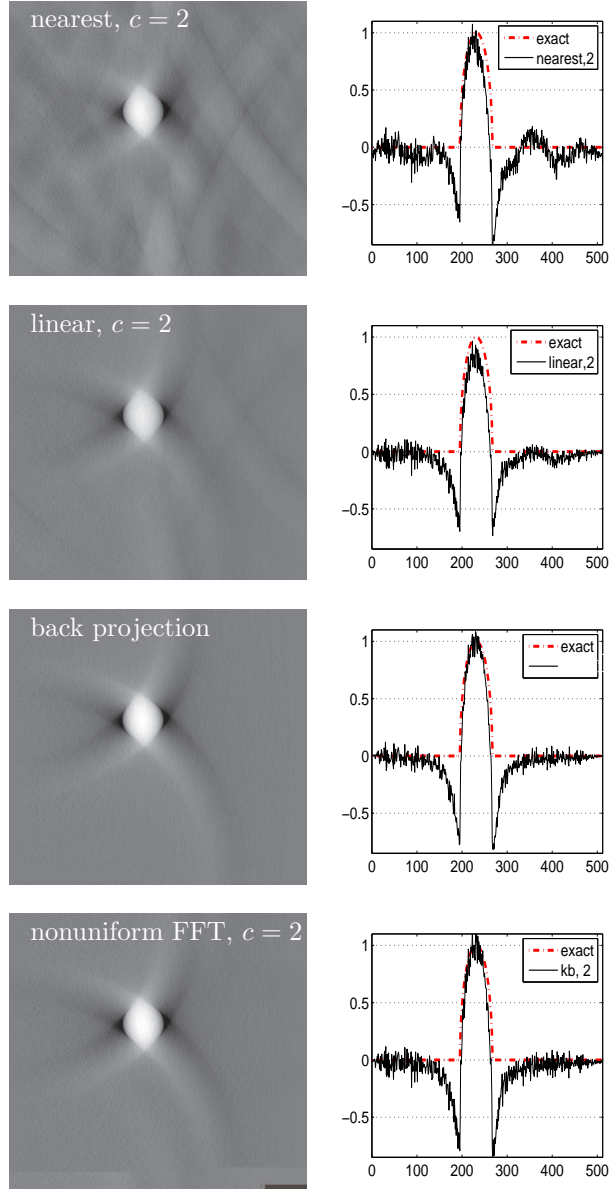 nearest, c = 2
1
0.5
0
−0.5
0 100 200 300 400 500
exact
nearest,2
linear, c = 2
1
0.5
0
−0.5
0 100 200 300 400 500
exact
linear,2
back projection
1
0.5
0
−0.5
0 100 200 300 400 500
exact
nonuniform FFT, c = 2
1
0.5
0
−0.5
0 100 200 300 400 500
exact
kb, 2